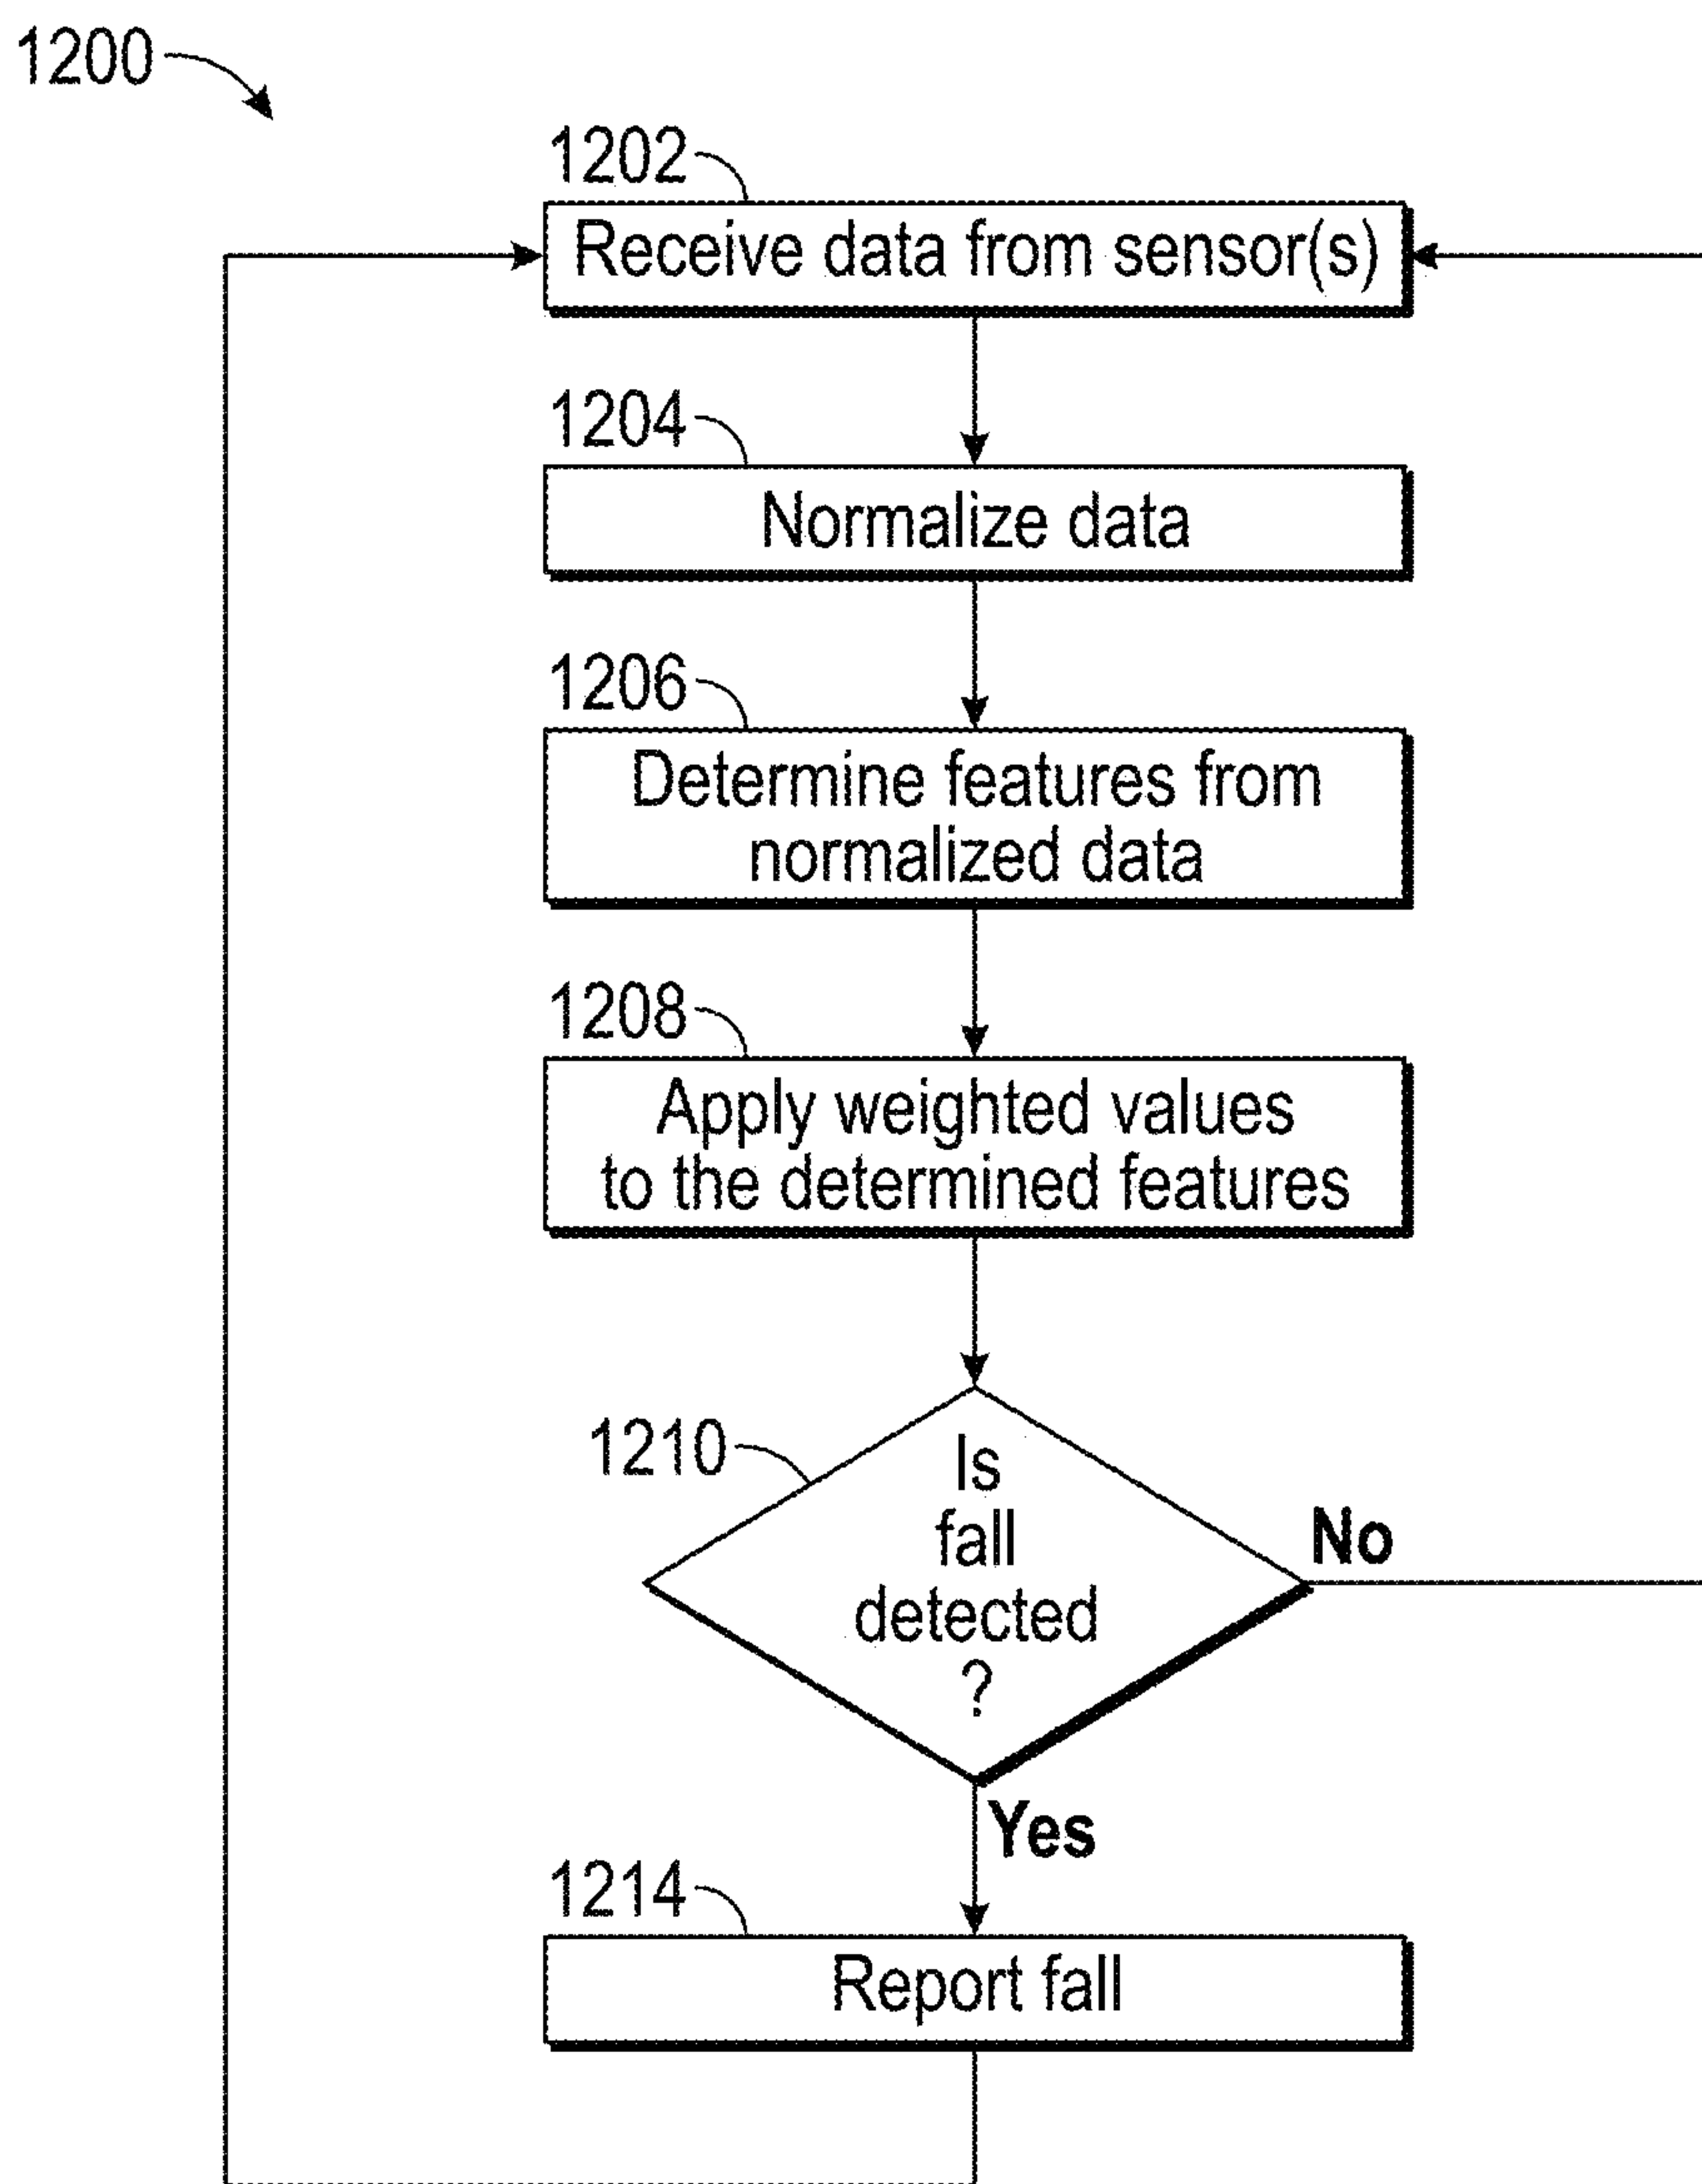 1200
1202
Receive data from sensor(s)
1204
Normalize data
1206
Determine features from
normalized data
1208
Apply weighted values
to the determined features
1210
Is
fall
detected
?
No
Yes
1214
Report fall